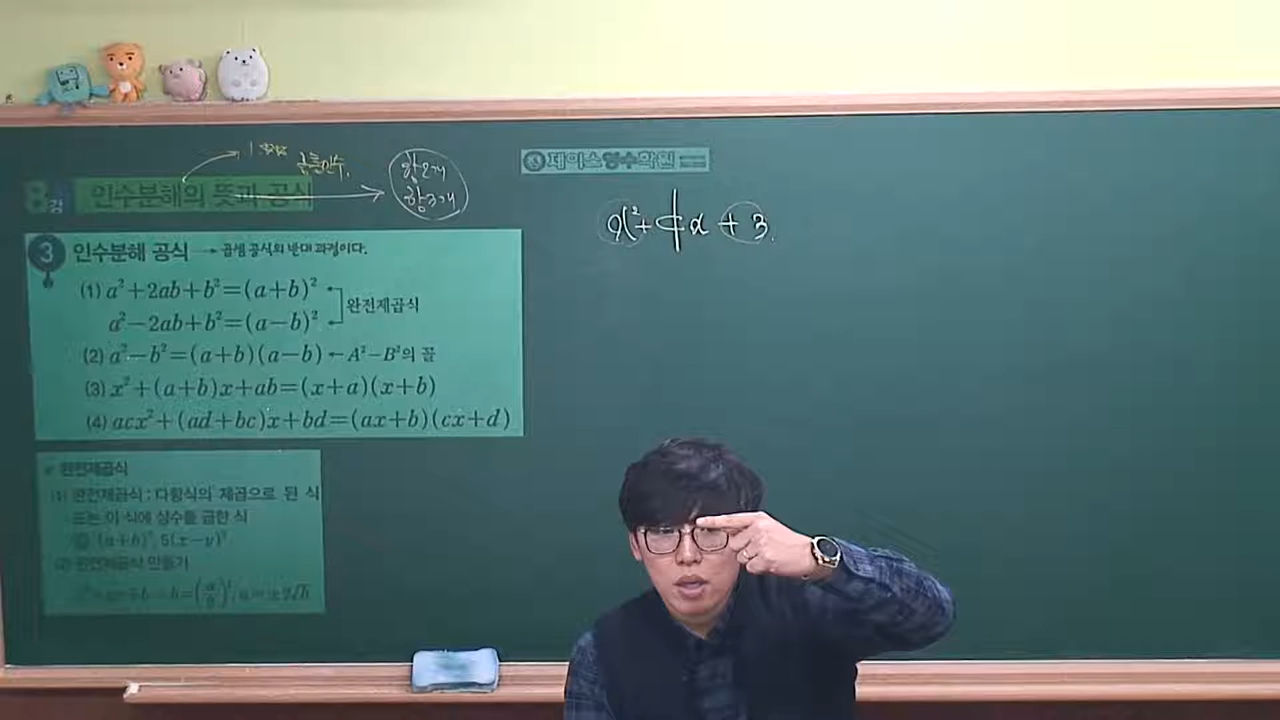 공통인수.
항2개
항3개
제이스영수학원
강 인수분해의 뜻과 공식
3 인수분해 공식 → 곱셈 공식의 반대 과정이다.
(1) a²+2ab+b²=(a+b)²
a²-2ab+b²=(a-b)²
완전제곱식
(2) a²-b²=(a+b)(a-b) ← A²-B²의 꼴
(3) x²+(a+b)x+ab=(x+a)(x+b)
(4) acx²+(ad+bc)x+bd=(ax+b)(cx+d)
완전제곱식
(1) 완전제곱식 : 다항식의 제곱으로 된 식
또는 이 식에 상수를 곱한 식
(a+b)², 5(x-y)²
(2) 완전제곱식 만들기